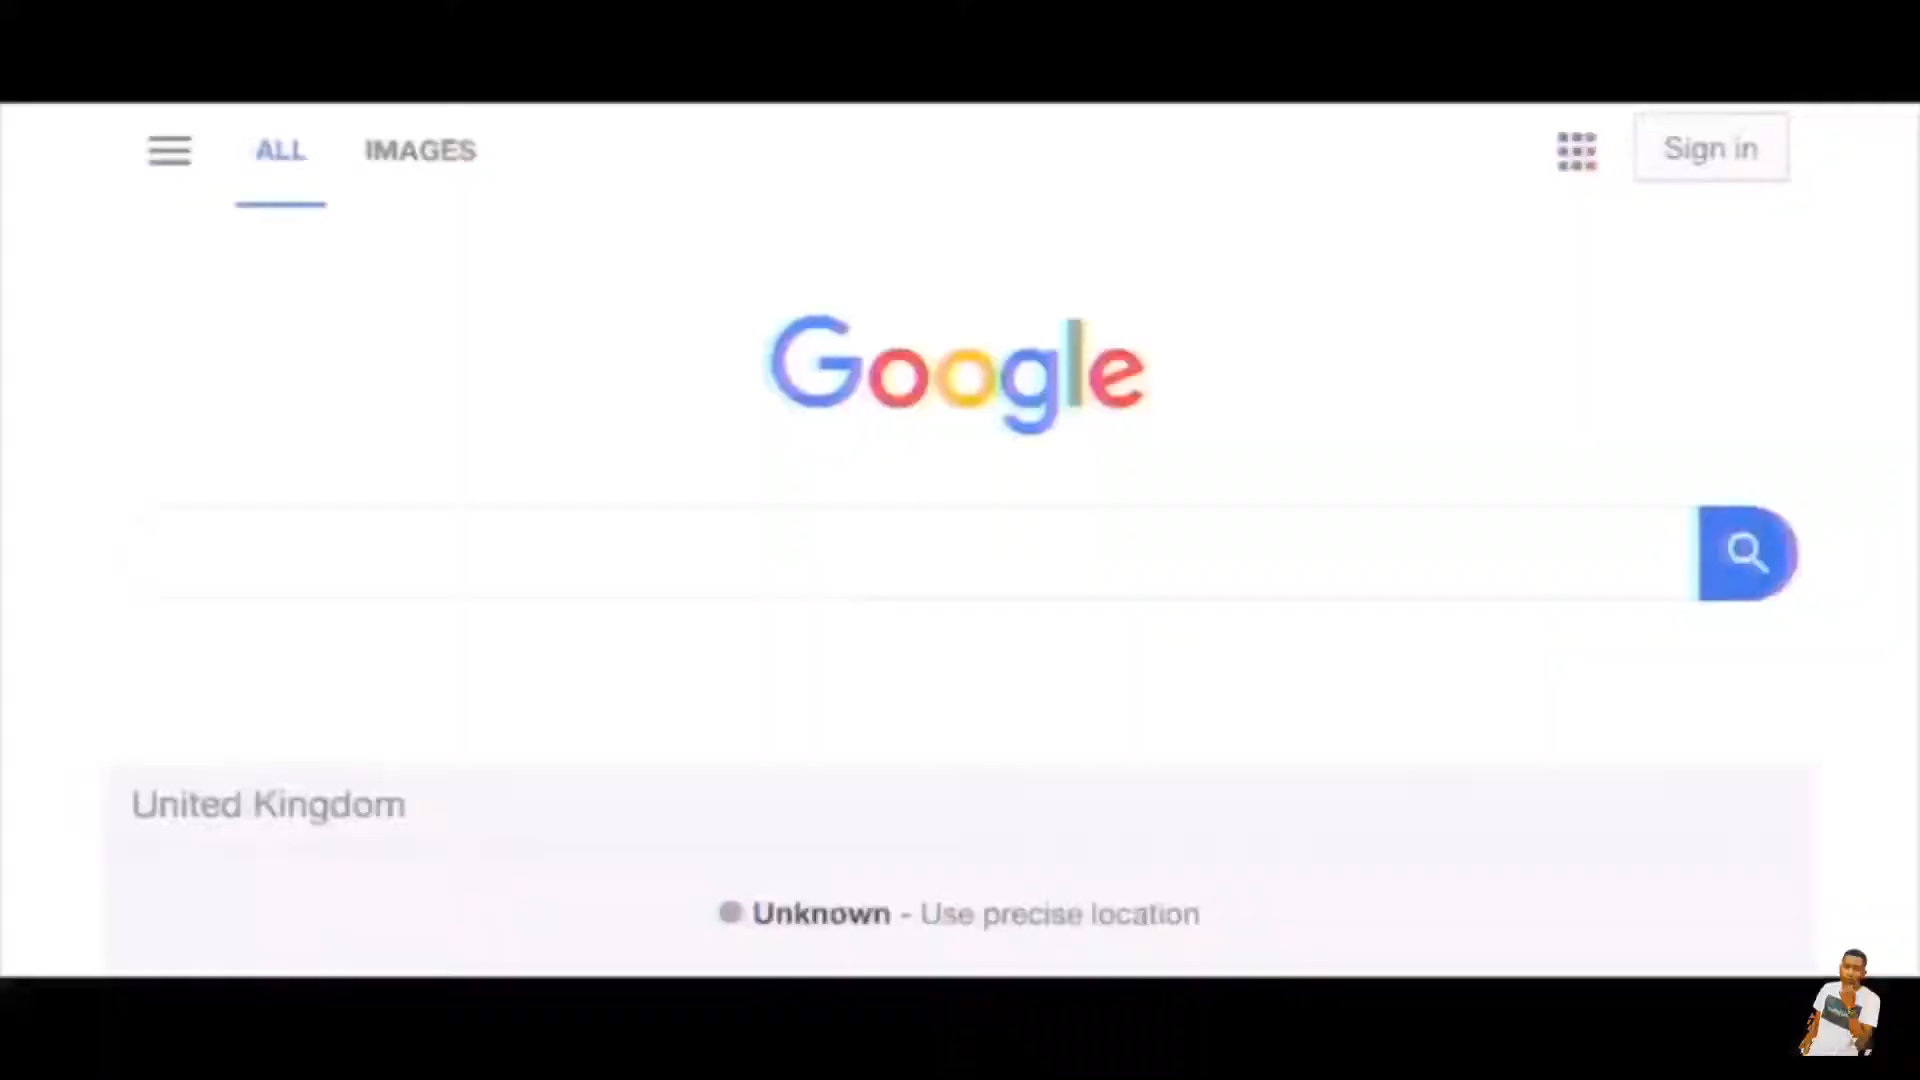 ALL IMAGES
Sign in
Google
United Kingdom
Unknown - Use precise location